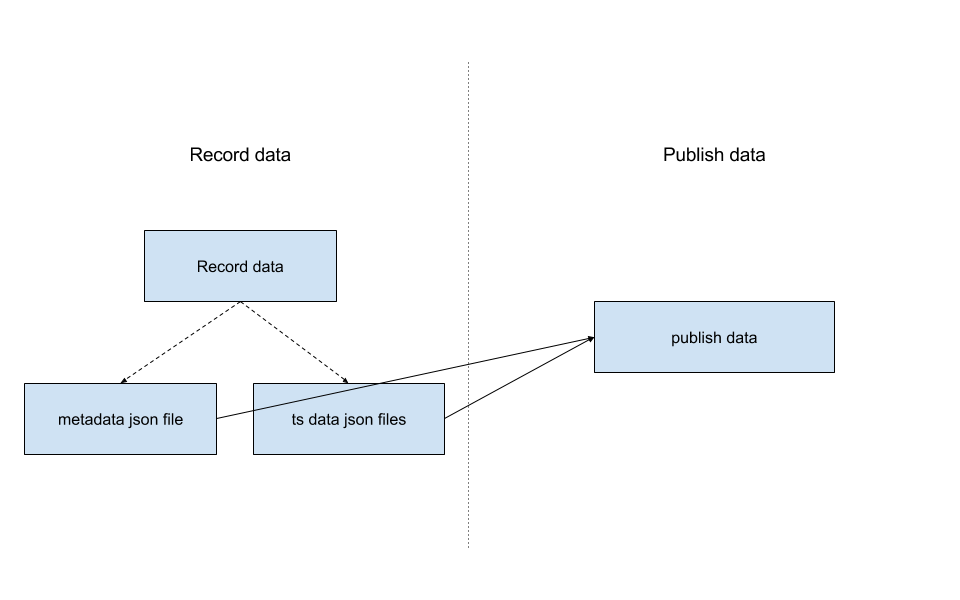 Record data
Publish data
Record data
publish data
metadata json file
ts data json files